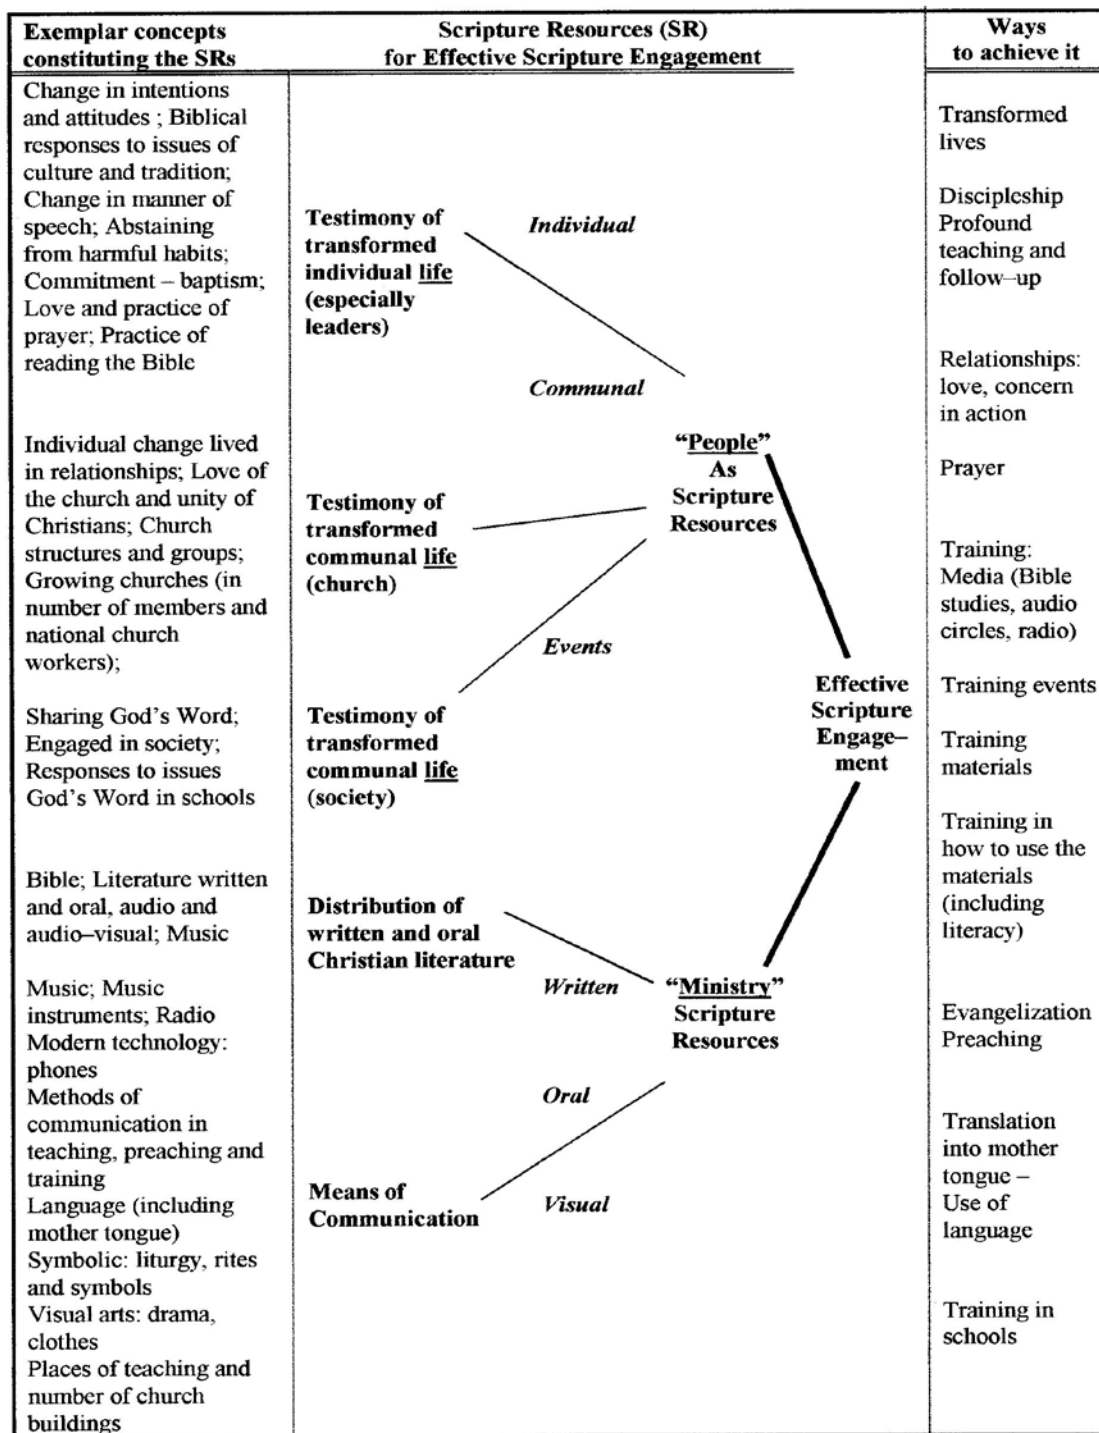 Exemplar concepts
constituting the SRs
Scripture Resources (SR)
for Effective Scripture Engagement
Ways
to achieve it
Change in intentions
and attitudes ; Biblical
responses to issues of
culture and tradition;
Change in manner of
speech; Abstaining
from harmful habits;
Commitment – baptism;
Love and practice of
prayer; Practice of
reading the Bible
Individual change lived
in relationships; Love of
the church and unity of
Christians; Church
structures and groups;
Growing churches (in
number of members and
national church
workers);
Sharing God's Word;
Engaged in society;
Responses to issues
God's Word in schools
Bible; Literature written
and oral, audio and
audio–visual; Music
Music; Music
instruments; Radio
Modern technology:
phones
Methods of
communication in
teaching, preaching and
training
Language (including
mother tongue)
Symbolic: liturgy, rites
and symbols
Visual arts: drama,
clothes
Places of teaching and
number of church
buildings
Testimony of
transformed
individual life
(especially
leaders)
Individual
Communal
Testimony of
transformed
communal life
(church)
Events
Testimony of
transformed
communal life
(society)
Distribution of
written and oral
Christian literature
Written
Oral
Means of
Communication
Visual
"People"
As
Scripture
Resources
"Ministry"
Scripture
Resources
Effective
Scripture
Engage–
ment
Transformed
lives
Discipleship
Profound
teaching and
follow–up
Relationships:
love, concern
in action
Prayer
Training:
Media (Bible
studies, audio
circles, radio)
Training events
Training
materials
Training in
how to use the
materials
(including
literacy)
Evangelization
Preaching
Translation
into mother
tongue –
Use of
language
Training in
schools